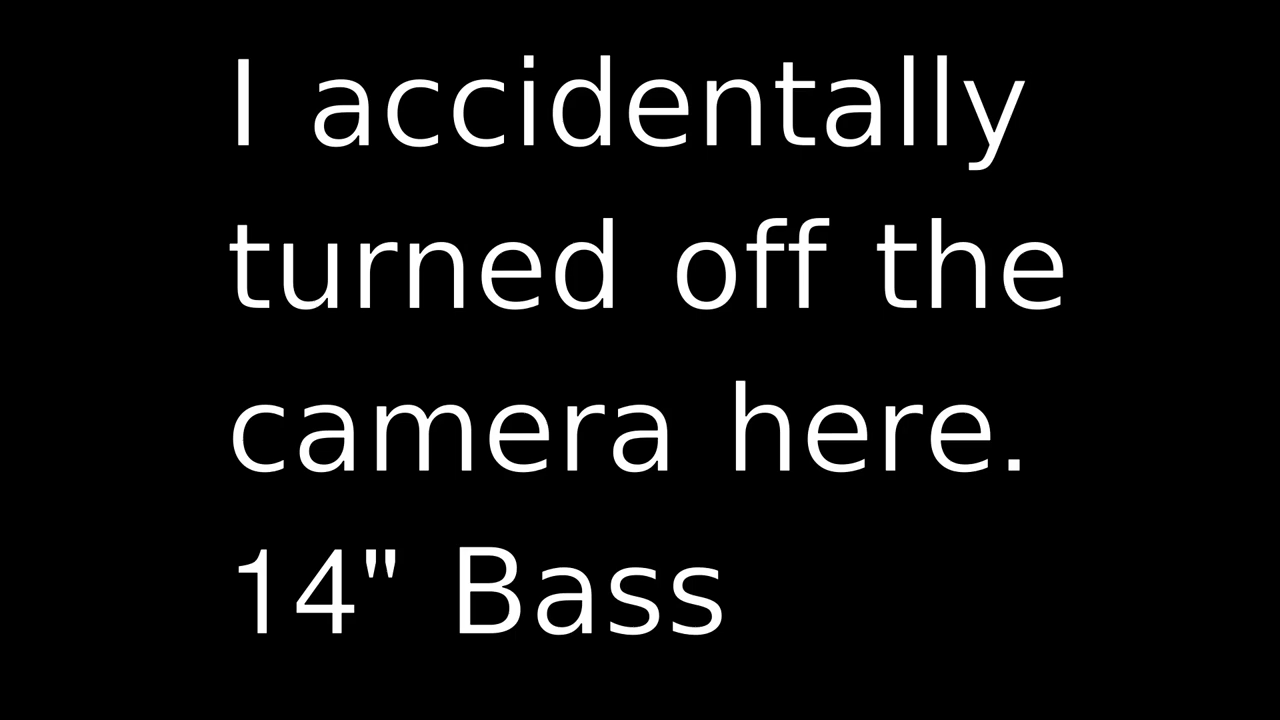 I accidentally
turned off the
camera here.
14" Bass